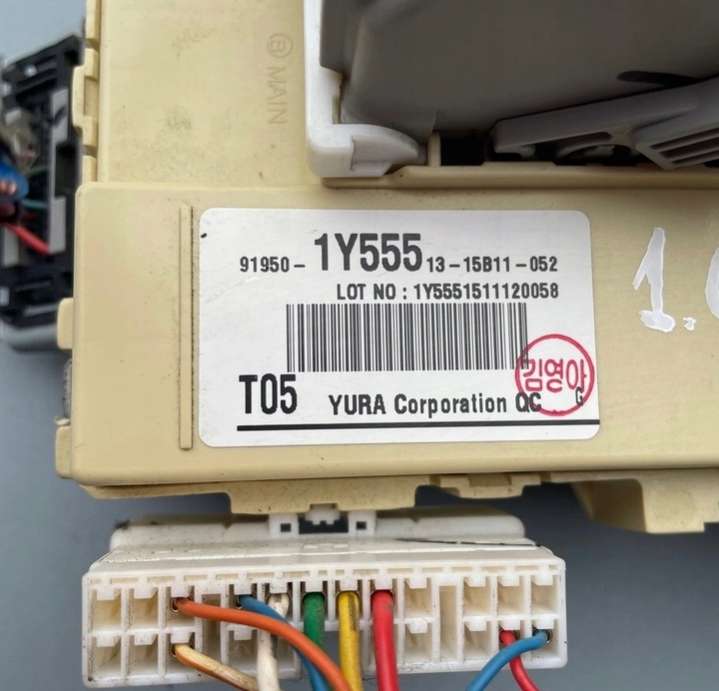 Ⓑ MAIN
91950 - 1Y555 13-15B11-052
LOT NO : 1Y5551511120058
T05 YURA Corporation QC G
김영아